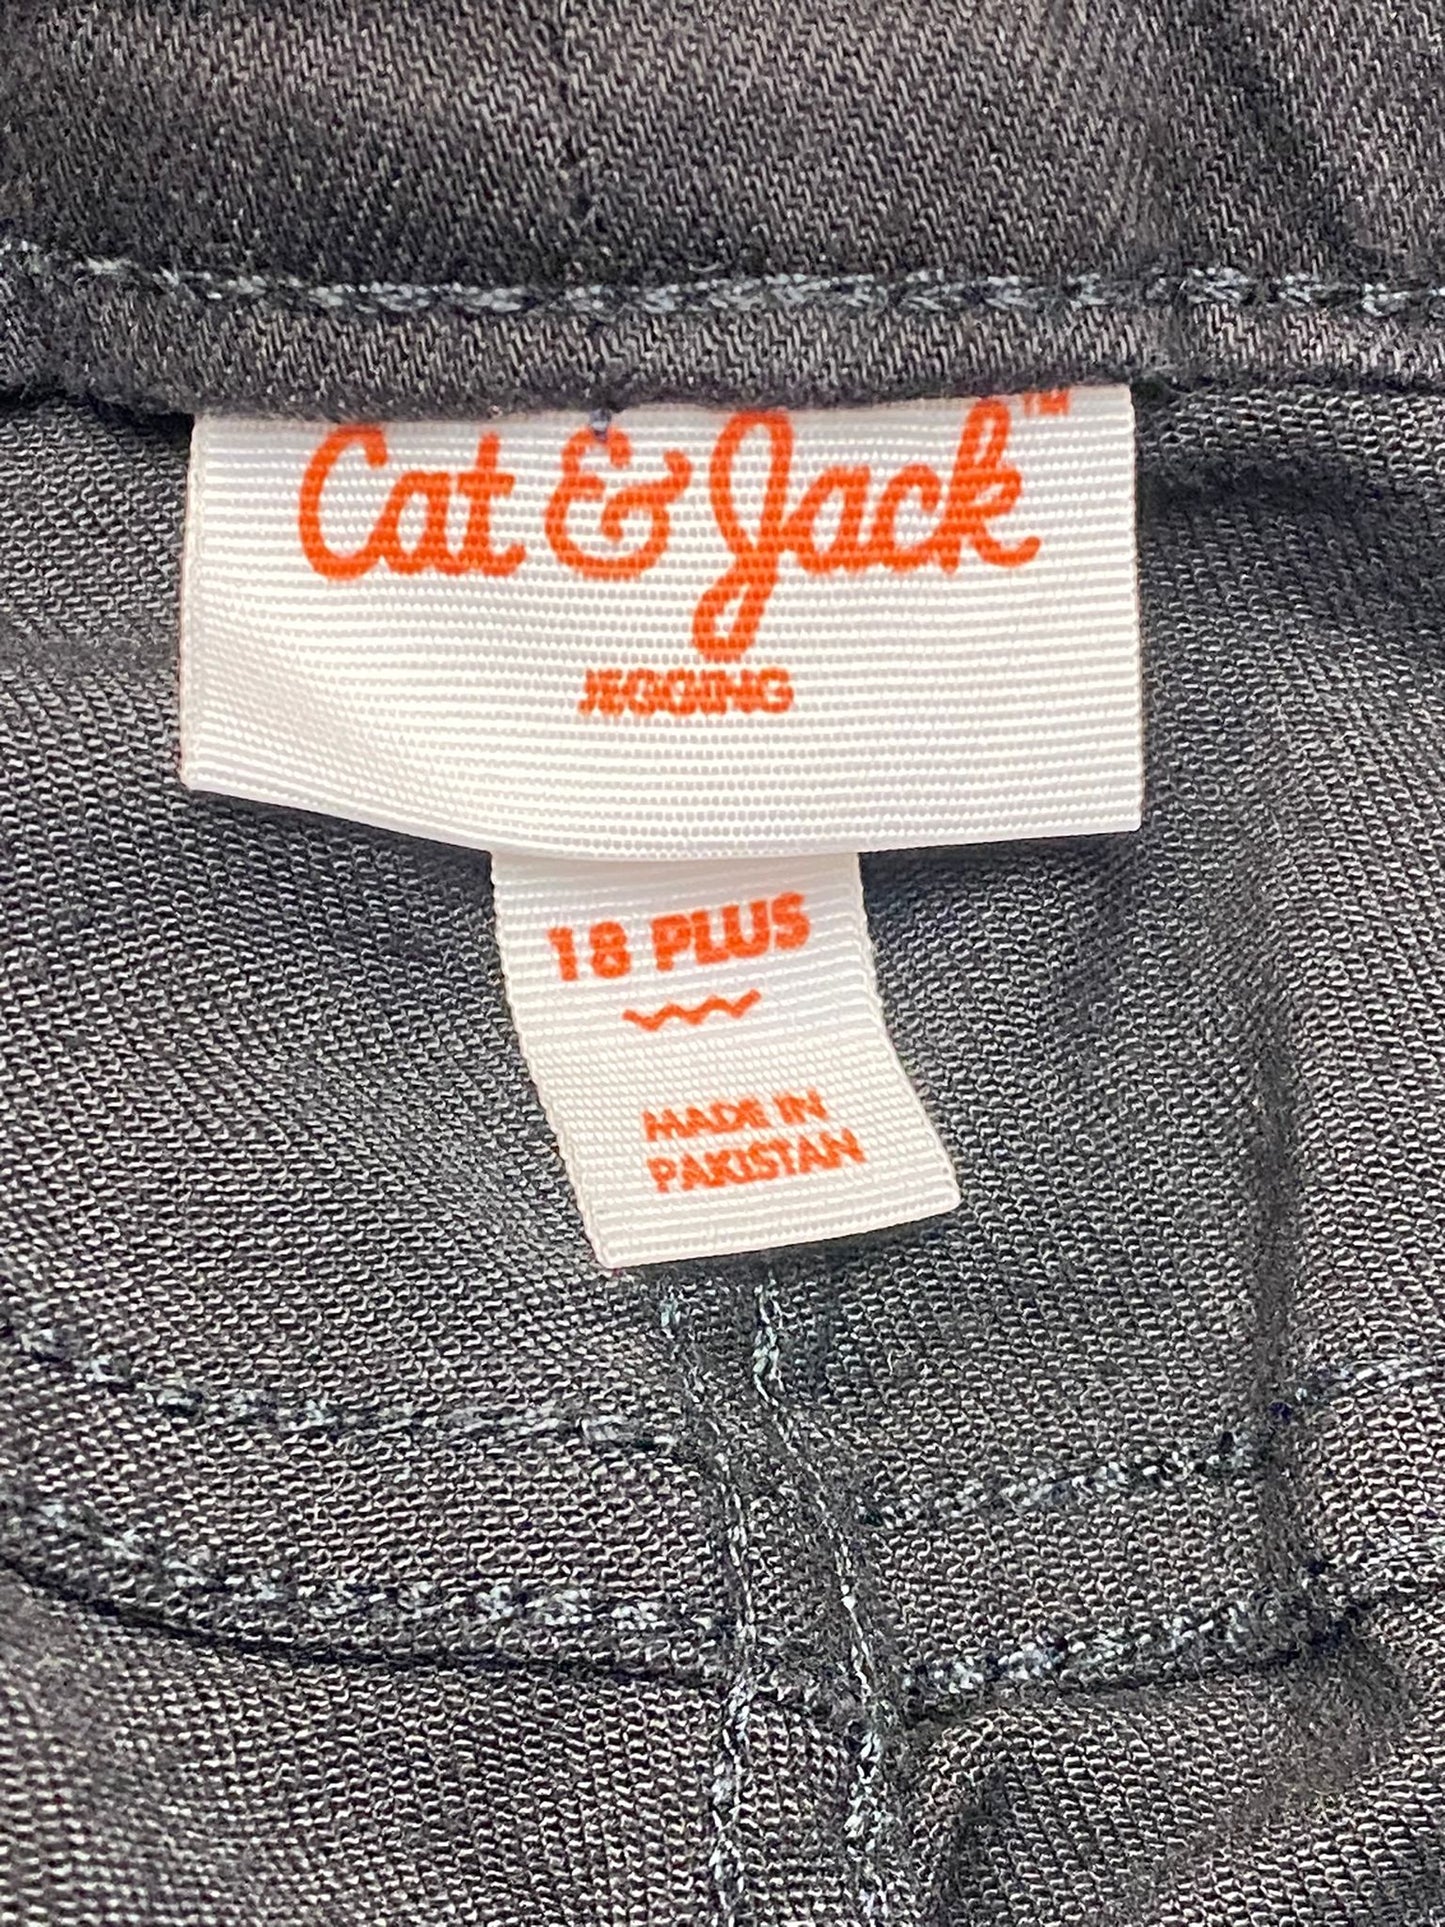 Cat & Jack™
JEGGING
18 PLUS
MADE IN
PAKISTAN